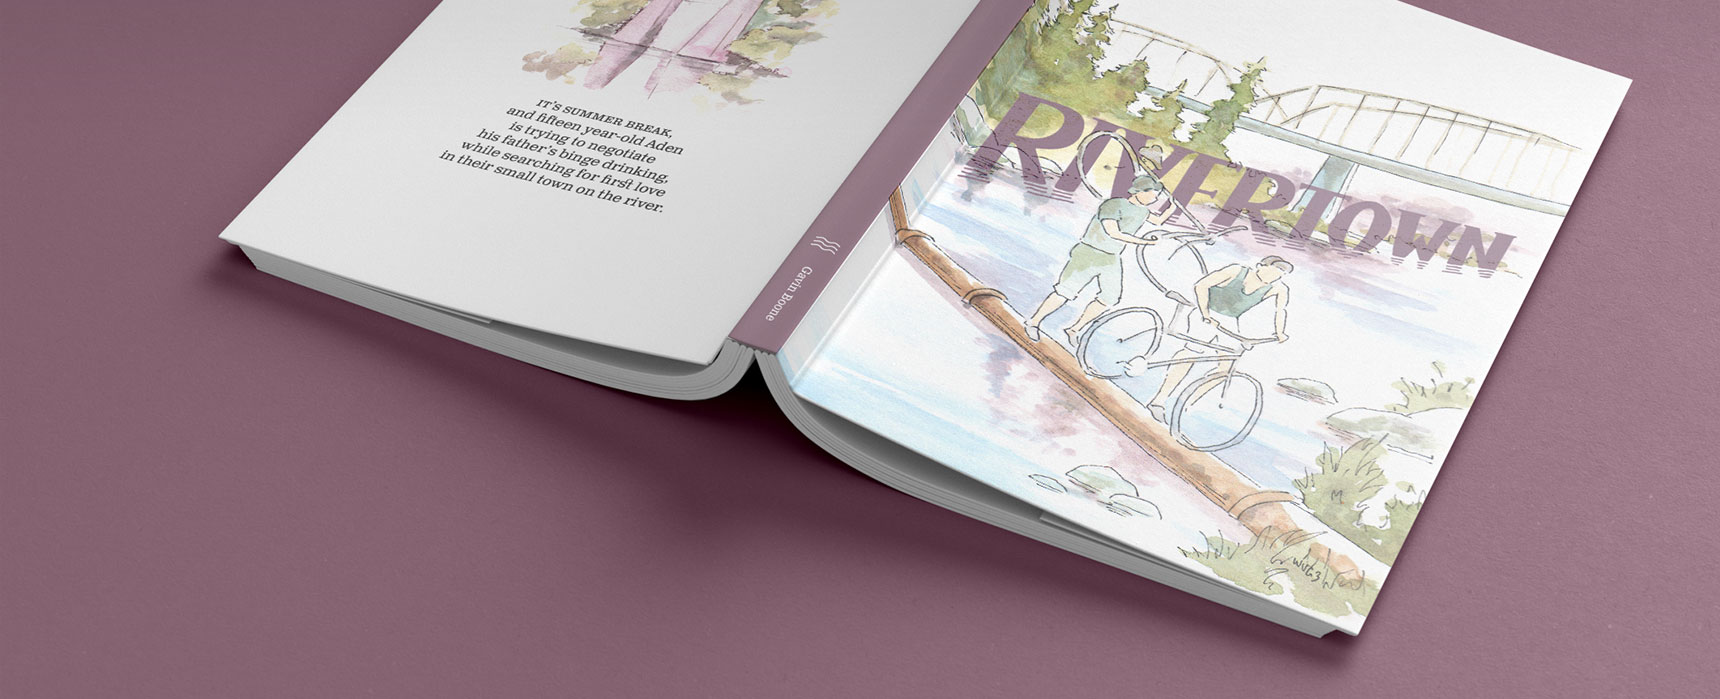 IT'S SUMMER BREAK,
and fifteen year-old Aden
is trying to negotiate
his father's binge drinking,
while searching for first love
in their small town on the river.
Gavin Boone
RIVERTOWN
WVG3